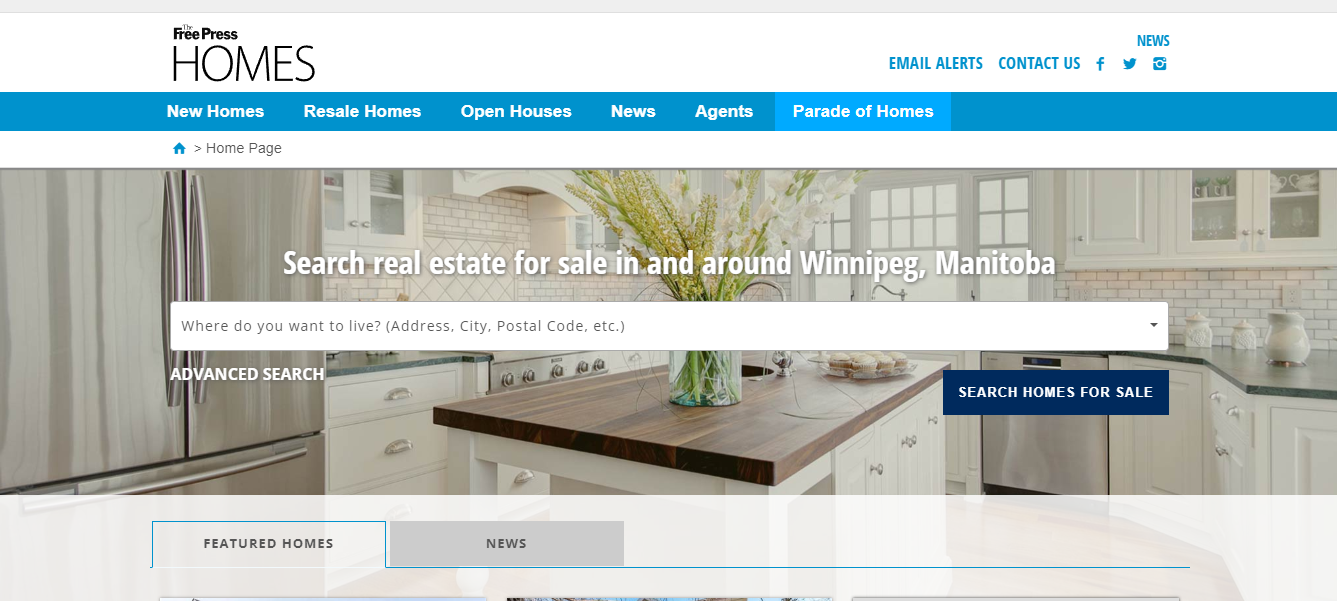 The
Free Press
HOMES
NEWS
EMAIL ALERTS CONTACT US
New Homes Resale Homes Open Houses News Agents Parade of Homes
> Home Page
Search real estate for sale in and around Winnipeg, Manitoba
Where do you want to live? (Address, City, Postal Code, etc.)
ADVANCED SEARCH
SEARCH HOMES FOR SALE
FEATURED HOMES NEWS